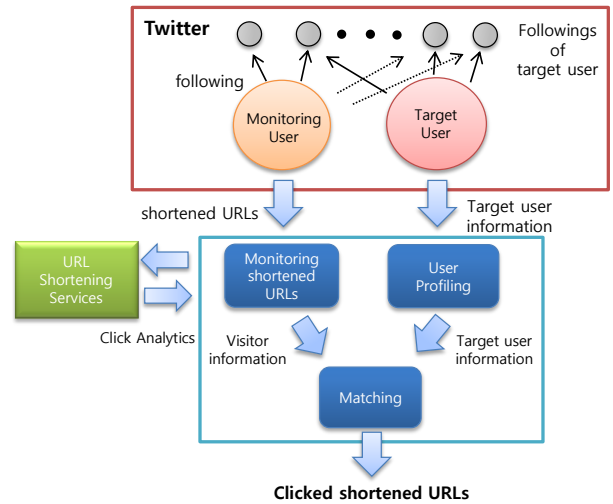 Twitter
Followings of
target user
following
Monitoring
User
Target
User
shortened URLs
Target user
information
URL
Shortening
Services
Click Analytics
Monitoring
shortened
URLs
User
Profiling
Visitor
information
Target user
information
Matching
Clicked shortened URLs